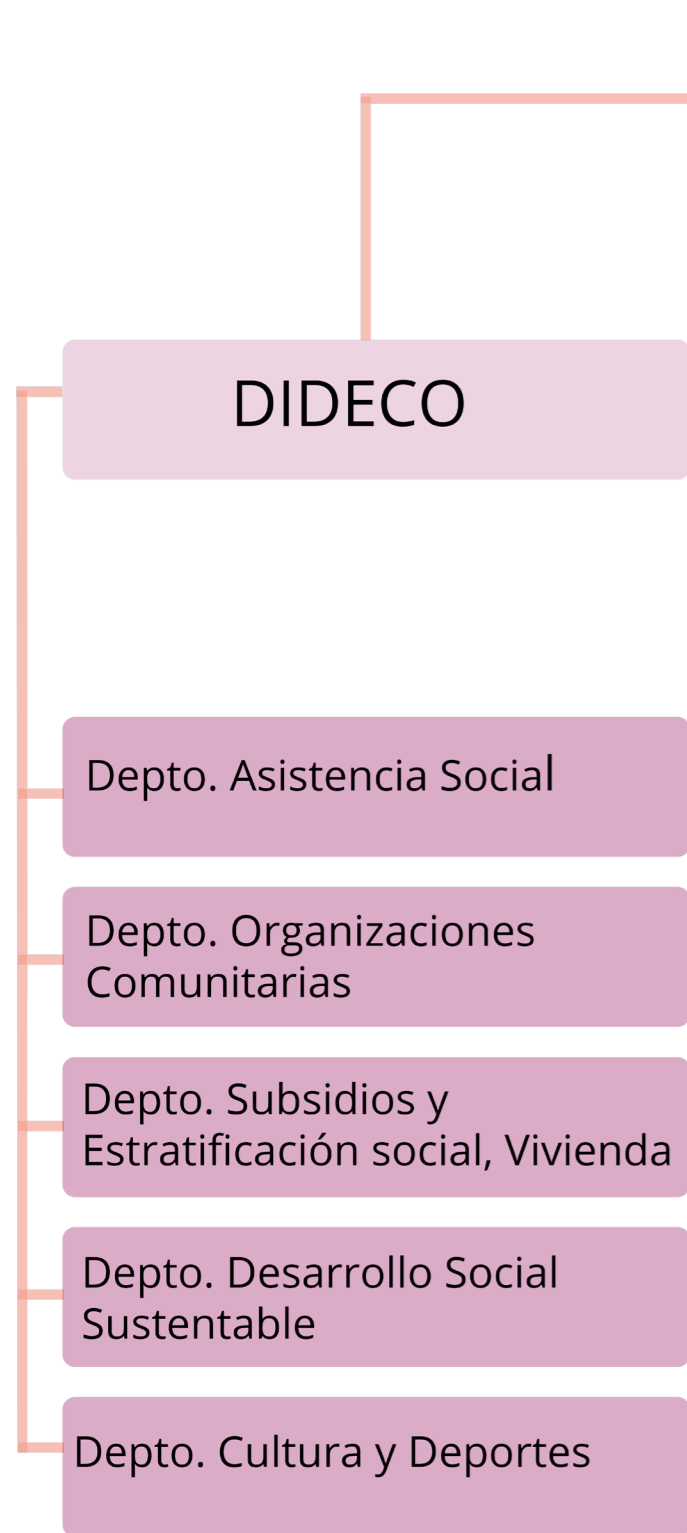 DIDECO
Depto. Asistencia Social
Depto. Organizaciones
Comunitarias
Depto. Subsidios y
Estratificación social, Vivienda
Depto. Desarrollo Social
Sustentable
Depto. Cultura y Deportes